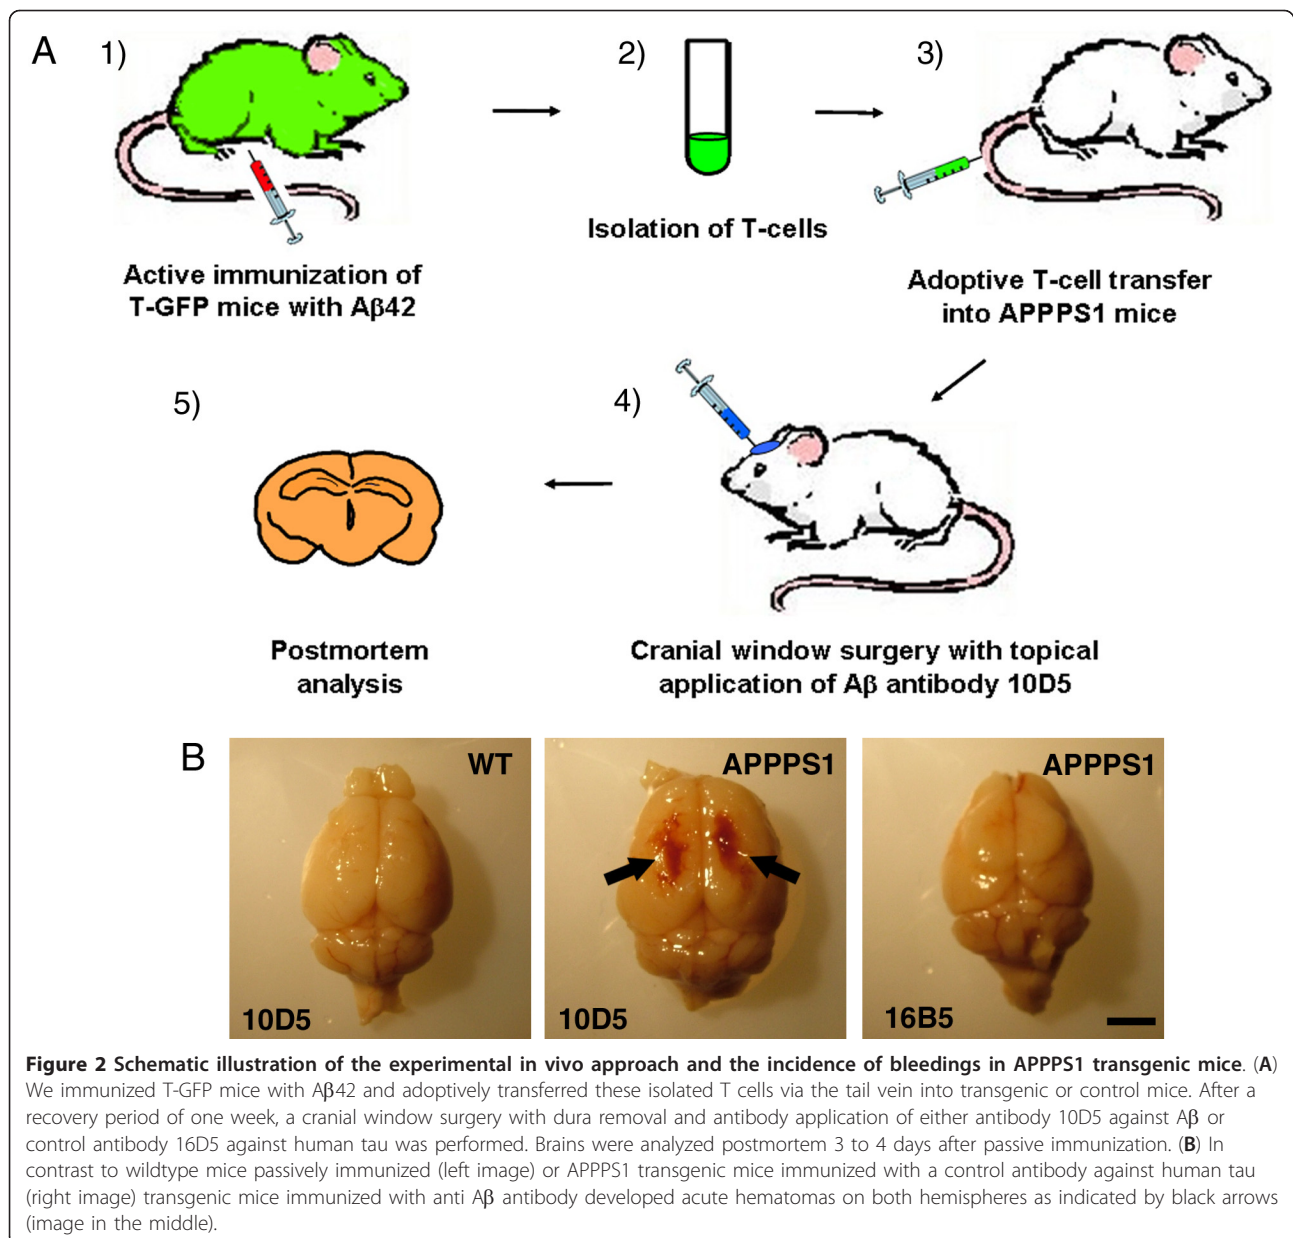 A
1)
2)
3)
Active immunization of
T-GFP mice with Aβ42
Isolation of T-cells
Adoptive T-cell transfer
into APPPS1 mice
4)
5)
Cranial window surgery with topical
application of Aβ antibody 10D5
Postmortem
analysis
B
WT
10D5
APPPS1
10D5
APPPS1
16B5
Figure 2 Schematic illustration of the experimental in vivo approach and the incidence of bleedings in APPPS1 transgenic mice. (A)
We immunized T-GFP mice with Aβ42 and adoptively transferred these isolated T cells via the tail vein into transgenic or control mice. After a
recovery period of one week, a cranial window surgery with dura removal and antibody application of either antibody 10D5 against Aβ or
control antibody 16D5 against human tau was performed. Brains were analyzed postmortem 3 to 4 days after passive immunization. (B) In
contrast to wildtype mice passively immunized (left image) or APPPS1 transgenic mice immunized with a control antibody against human tau
(right image) transgenic mice immunized with anti Aβ antibody developed acute hematomas on both hemispheres as indicated by black arrows
(image in the middle).